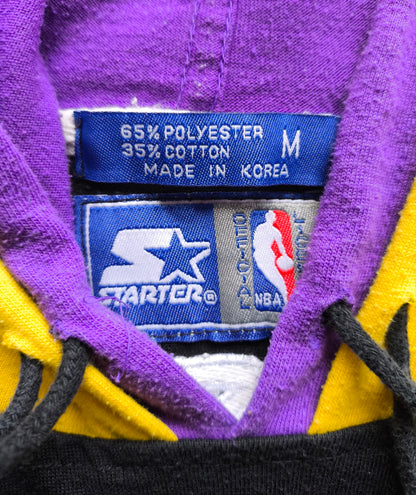 65% POLYESTER
35% COTTON
M
MADE IN KOREA
STARTER®
OFFICIAL
NBA